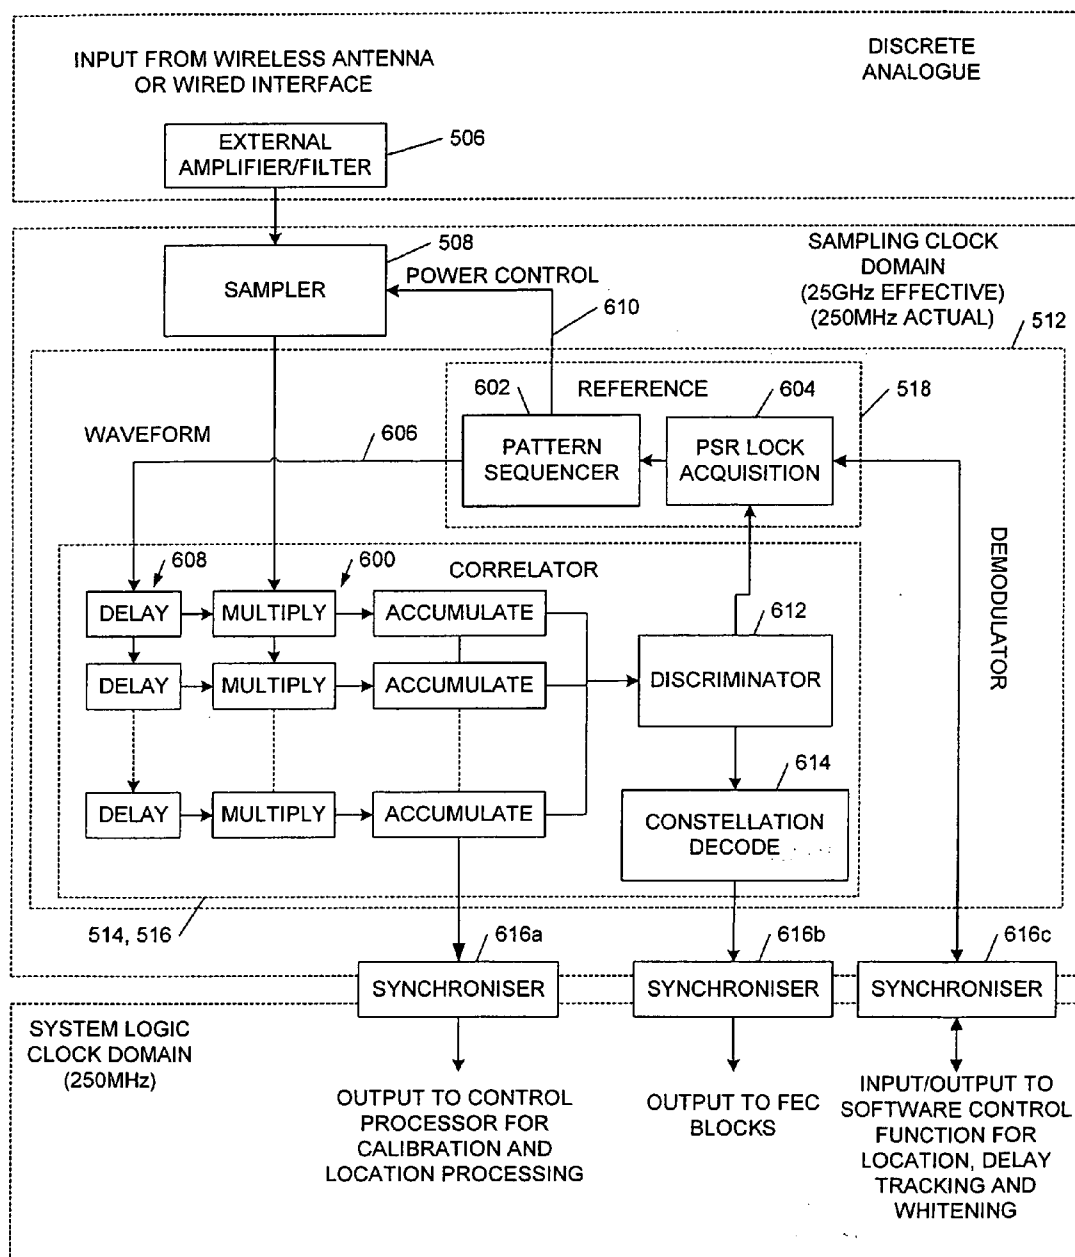 INPUT FROM WIRELESS ANTENNA
OR WIRED INTERFACE
DISCRETE
ANALOGUE
EXTERNAL
AMPLIFIER/FILTER
506
SAMPLER
508
POWER CONTROL
610
SAMPLING CLOCK
DOMAIN
(25GHz EFFECTIVE)
(250MHz ACTUAL)
512
602
REFERENCE
604
518
WAVEFORM
606
PATTERN
SEQUENCER
PSR LOCK
ACQUISITION
DEMODULATOR
608
600
CORRELATOR
DELAY
MULTIPLY
ACCUMULATE
612
DELAY
MULTIPLY
ACCUMULATE
DISCRIMINATOR
614
DELAY
MULTIPLY
ACCUMULATE
CONSTELLATION
DECODE
514, 516
616a
616b
616c
SYNCHRONISER
SYNCHRONISER
SYNCHRONISER
SYSTEM LOGIC
CLOCK DOMAIN
(250MHz)
OUTPUT TO CONTROL
PROCESSOR FOR
CALIBRATION AND
LOCATION PROCESSING
OUTPUT TO FEC
BLOCKS
INPUT/OUTPUT TO
SOFTWARE CONTROL
FUNCTION FOR
LOCATION, DELAY
TRACKING AND
WHITENING